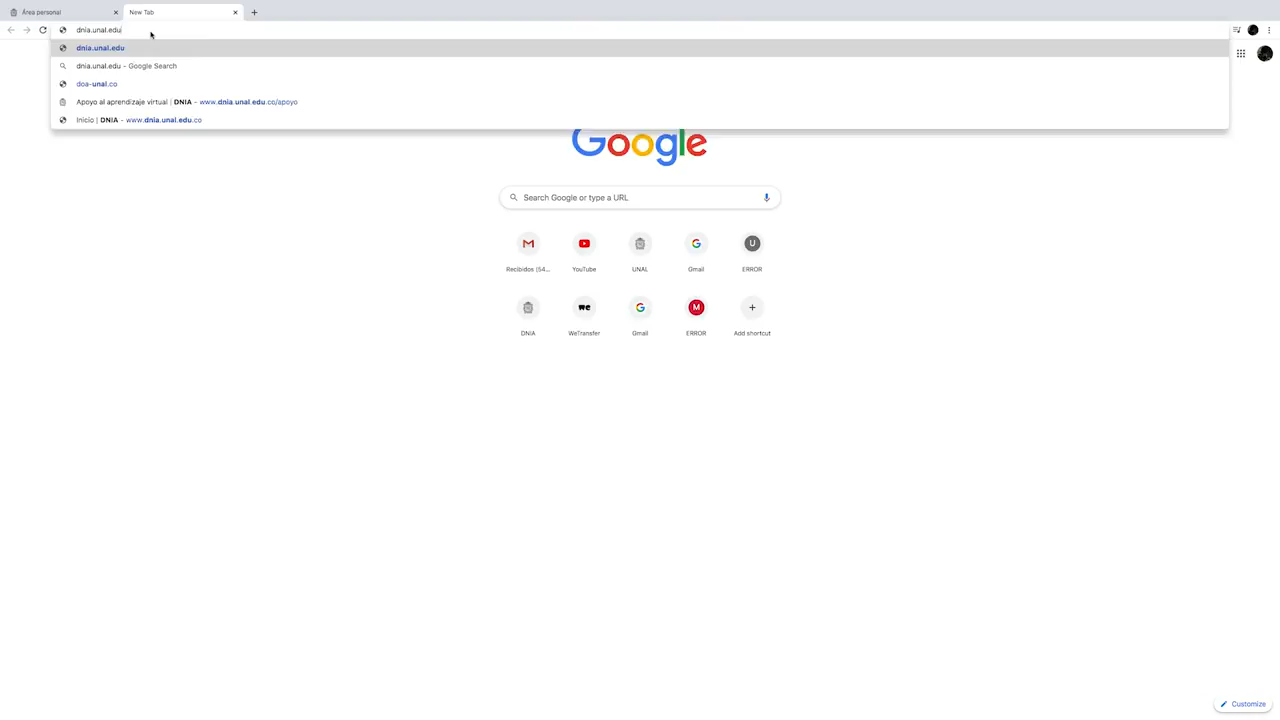 Área personal
New Tab
dnia.unal.edu
dnia.unal.edu
dnia.unal.edu - Google Search
doa-unal.co
Apoyo al aprendizaje virtual | DNIA - www.dnia.unal.edu.co/apoyo
Inicio | DNIA - www.dnia.unal.edu.co
Google
Search Google or type a URL
U
Recibidos (54... YouTube UNAL Gmail ERROR
M
DNIA WeTransfer Gmail ERROR Add shortcut
Customize